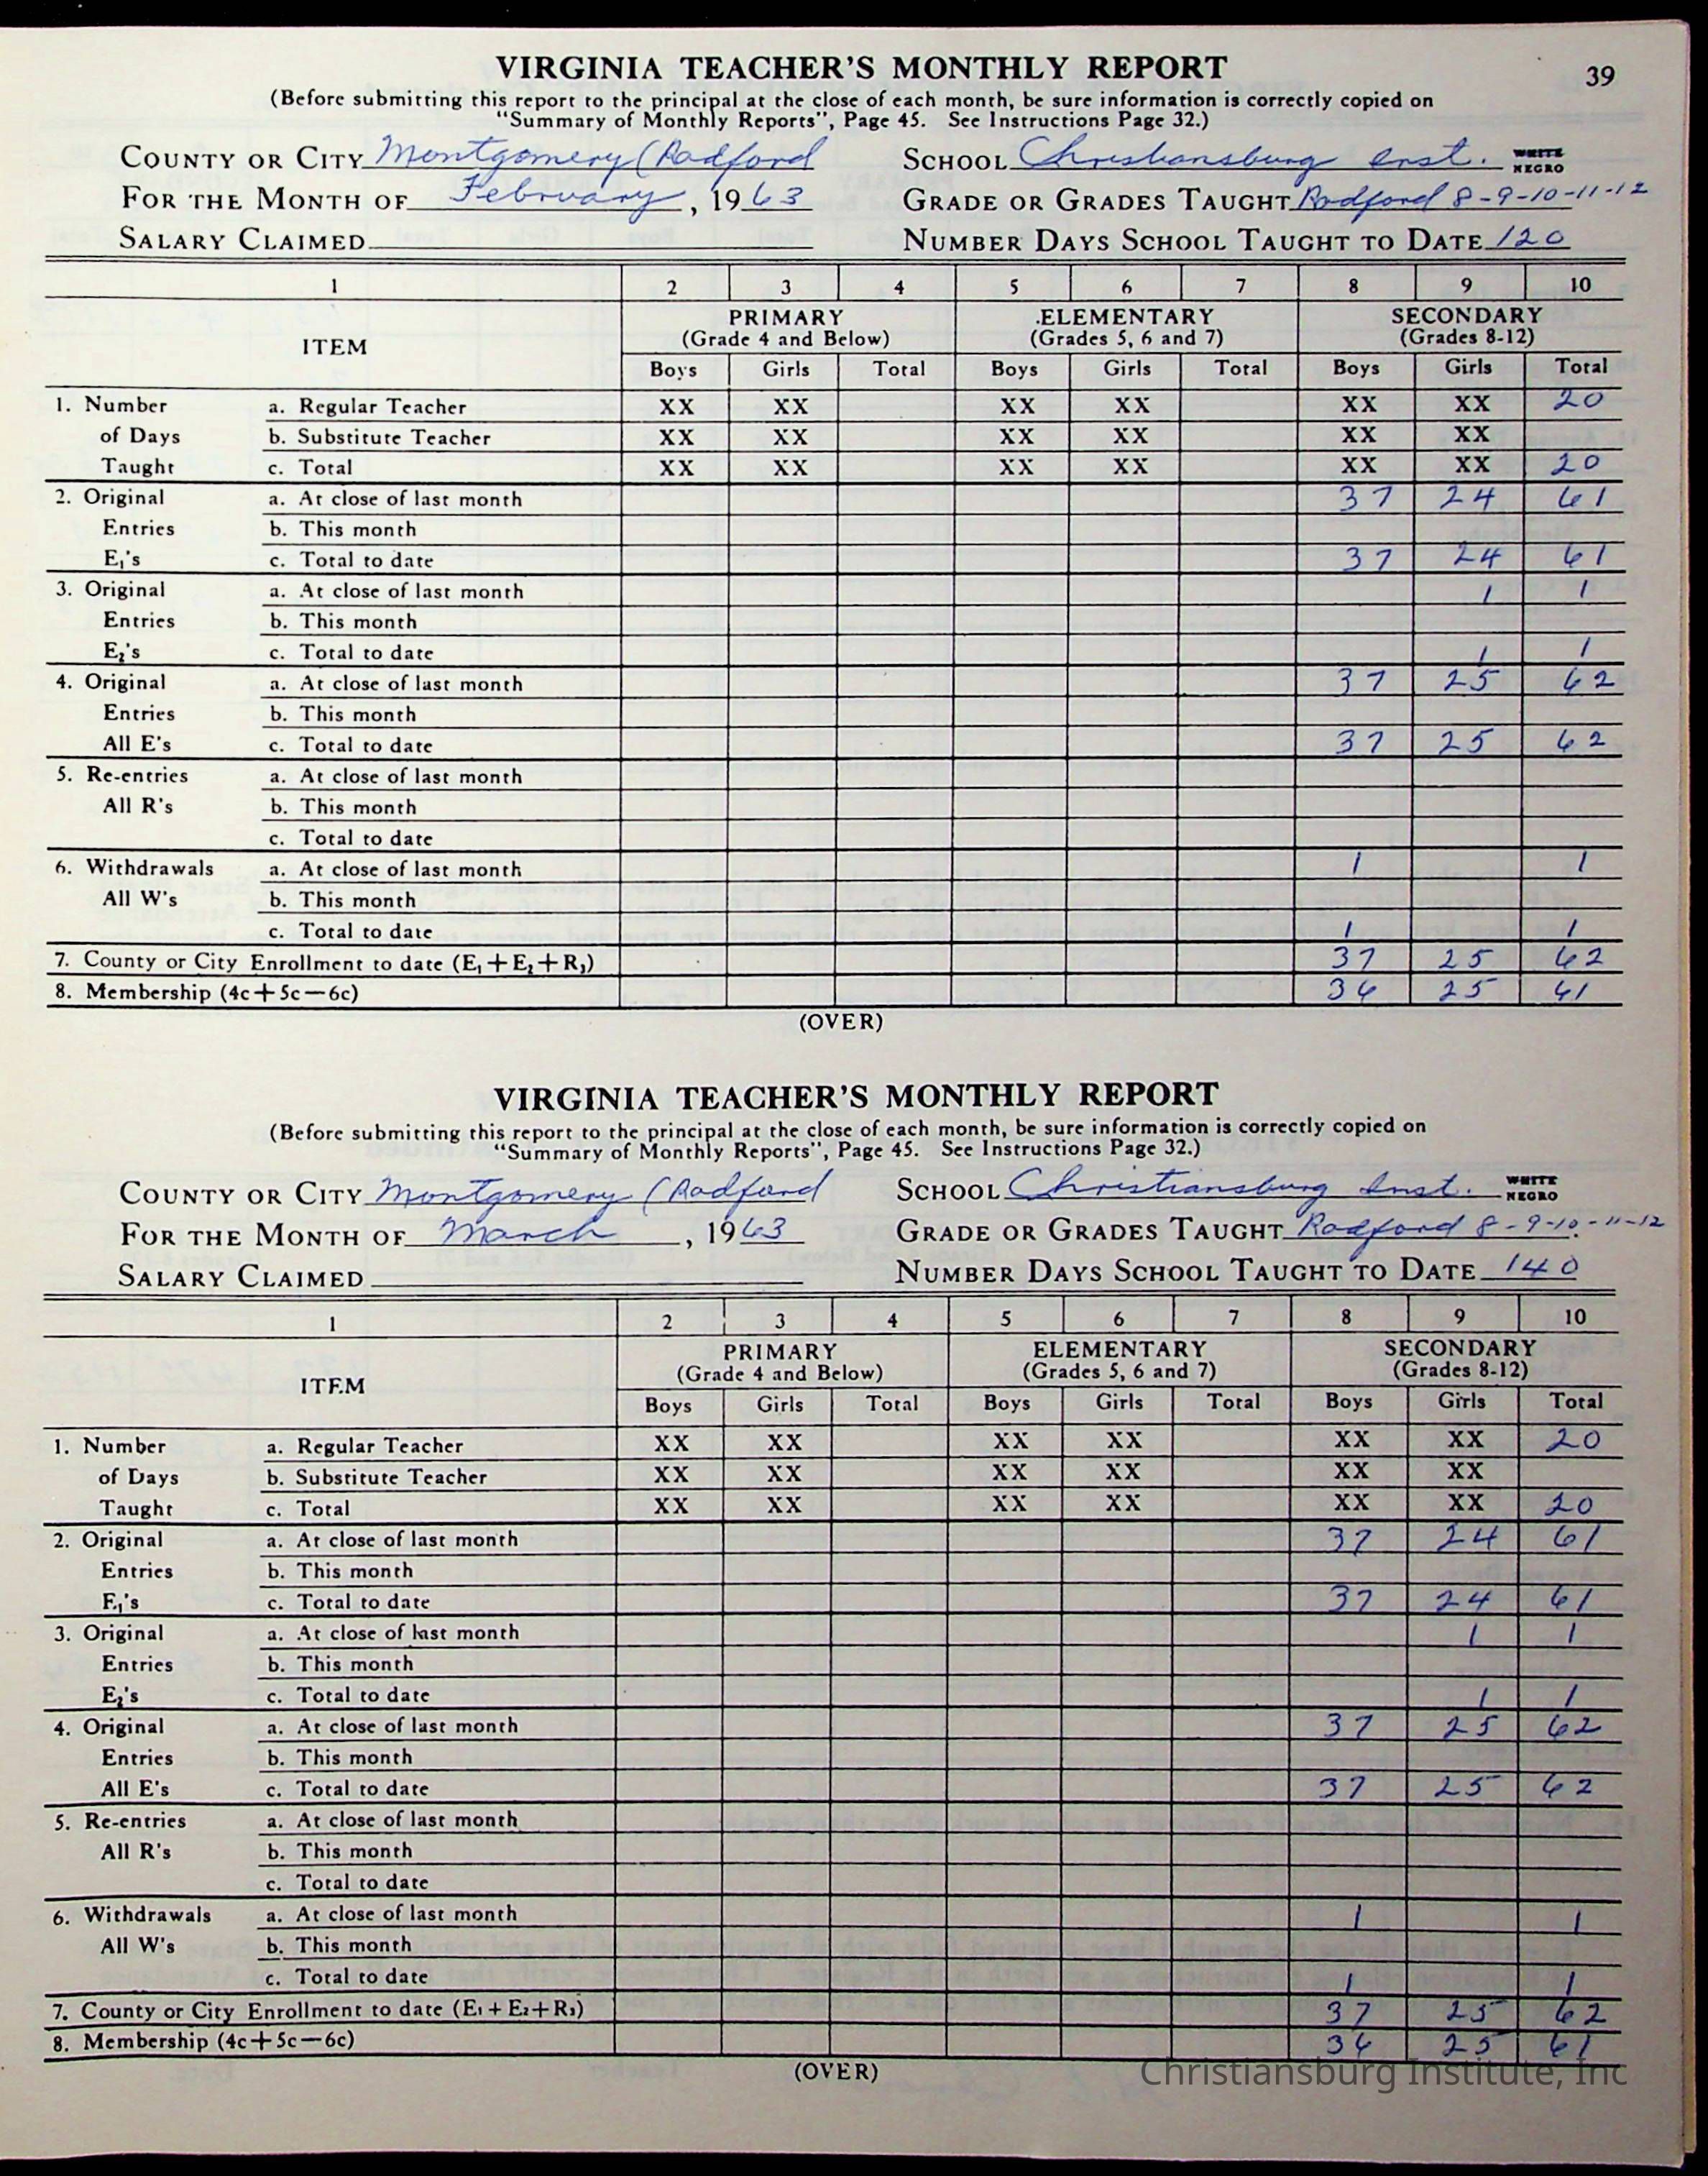 39
VIRGINIA TEACHER'S MONTHLY REPORT
(Before submitting this report to the principal at the close of each month, be sure information is correctly copied on
"Summary of Monthly Reports", Page 45. See Instructions Page 32.)
COUNTY OR CITY Montgomery (Radford SCHOOL Christiansburg Inst. WHITE NEGRO
FOR THE MONTH OF February, 1963 GRADE OR GRADES TAUGHT Radford 8-9-10-11-12
SALARY CLAIMED NUMBER DAYS SCHOOL TAUGHT TO DATE 120
1 2 3 4 5 6 7 8 9 10
ITEM PRIMARY ELEMENTARY SECONDARY
(Grade 4 and Below) (Grades 5, 6 and 7) (Grades 8-12)
Boys Girls Total Boys Girls Total Boys Girls Total
1. Number a. Regular Teacher XX XX XX XX XX XX 20
of Days b. Substitute Teacher XX XX XX XX XX XX
Taught c. Total XX XX XX XX XX XX 20
2. Original a. At close of last month 37 24 61
Entries b. This month
E₁'s c. Total to date 37 24 61
3. Original a. At close of last month 1 1
Entries b. This month
E₂'s c. Total to date 1 1
4. Original a. At close of last month 37 25 62
Entries b. This month
All E's c. Total to date 37 25 62
5. Re-entries a. At close of last month
All R's b. This month
c. Total to date
6. Withdrawals a. At close of last month 1 1
All W's b. This month
c. Total to date 1 1
7. County or City Enrollment to date (E₁+E₂+R₃) 37 25 62
8. Membership (4c+5c—6c) 36 25 61
(OVER)
VIRGINIA TEACHER'S MONTHLY REPORT
(Before submitting this report to the principal at the close of each month, be sure information is correctly copied on
"Summary of Monthly Reports", Page 45. See Instructions Page 32.)
COUNTY OR CITY Montgomery (Radford SCHOOL Christiansburg Inst. WHITE NEGRO
FOR THE MONTH OF March, 1963 GRADE OR GRADES TAUGHT Radford 8-9-10-11-12
SALARY CLAIMED NUMBER DAYS SCHOOL TAUGHT TO DATE 140
1 2 3 4 5 6 7 8 9 10
ITEM PRIMARY ELEMENTARY SECONDARY
(Grade 4 and Below) (Grades 5, 6 and 7) (Grades 8-12)
Boys Girls Total Boys Girls Total Boys Girls Total
1. Number a. Regular Teacher XX XX XX XX XX XX 20
of Days b. Substitute Teacher XX XX XX XX XX XX
Taught c. Total XX XX XX XX XX XX 20
2. Original a. At close of last month 37 24 61
Entries b. This month
E₁'s c. Total to date 37 24 61
3. Original a. At close of last month 1 1
Entries b. This month
E₂'s c. Total to date 1 1
4. Original a. At close of last month 37 25 62
Entries b. This month
All E's c. Total to date 37 25 62
5. Re-entries a. At close of last month
All R's b. This month
c. Total to date
6. Withdrawals a. At close of last month 1 1
All W's b. This month
c. Total to date 1 1
7. County or City Enrollment to date (E₁+E₂+R₃) 37 25 62
8. Membership (4c+5c—6c) 36 25 61
(OVER)
Christiansburg Institute, Inc